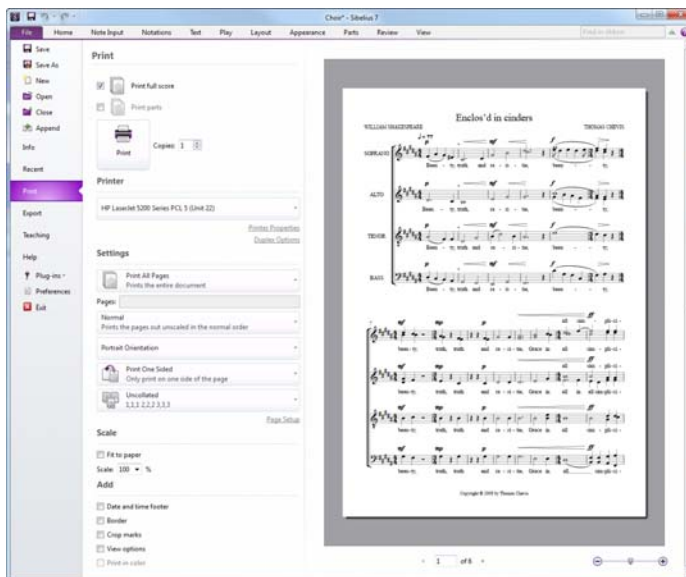 Choir* - Sibelius 7
File Home Note Input Notations Text Play Layout Appearance Parts Review View
Find in ribbon
Save
Save As
New
Open
Close
Append
Info
Recent
Print
Export
Teaching
Help
Plug-ins
Preferences
Exit
Print
Print full score
Print parts
Print
Copies: 1
Printer
HP LaserJet 5200 Series PCL 5 (Unit 22)
Printer Properties
Duplex Options
Settings
Print All Pages
Prints the entire document
Pages:
Normal
Prints the pages out unscaled in the normal order
Portrait Orientation
Print One Sided
Only print on one side of the page
Uncollated
1,1,1 2,2,2 3,3,3
Page Setup
Scale
Fit to paper
Scale: 100 %
Add
Date and time footer
Border
Crop marks
View options
Print in color
Enclos'd in cinders
WILLIAM SHAKESPEARE THOMAS CHEVIS
SOPRANO
ALTO
TENOR
BASS
1 of 6